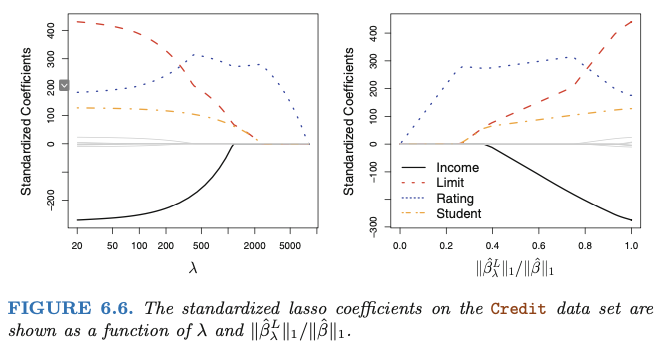 Standardized Coefficients
400
300
200
100
0
−200
20
50
100
200
500
2000
5000
λ
Standardized Coefficients
400
300
200
100
0
−100
−300
0.0
0.2
0.4
0.6
0.8
1.0
Income
Limit
Rating
Student
‖β̂ᴸλ‖₁/‖β̂‖₁
FIGURE 6.6. The standardized lasso coefficients on the Credit data set are
shown as a function of λ and ‖β̂ᴸλ‖₁/‖β̂‖₁.